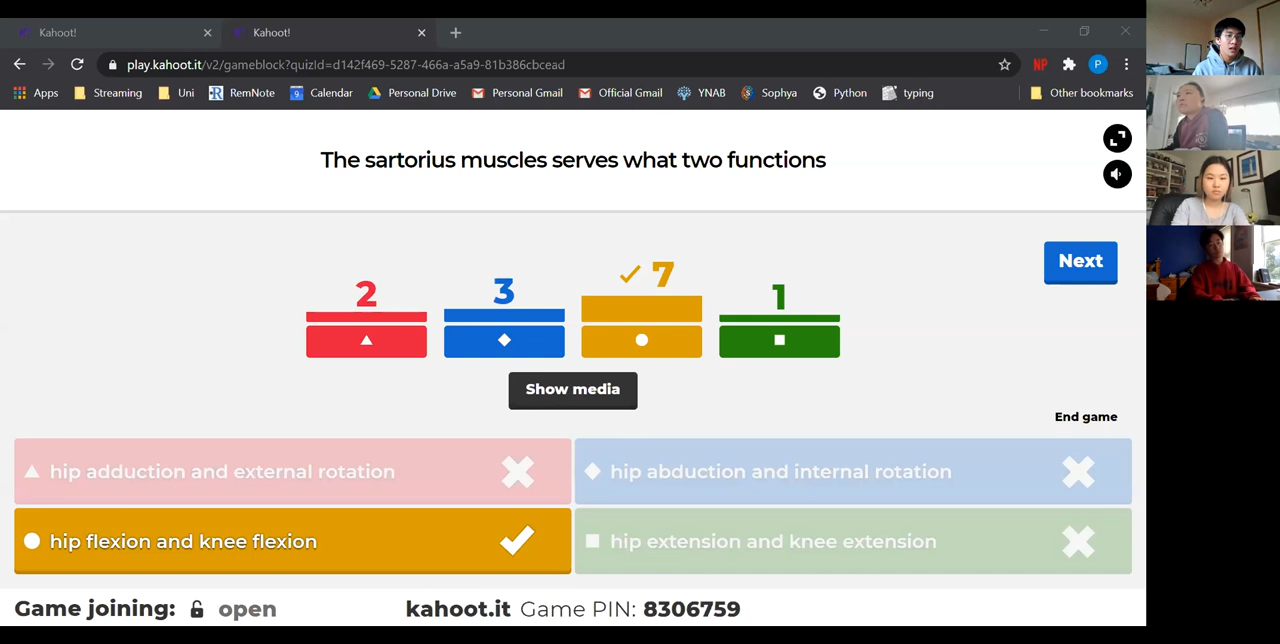 Kahoot!
Kahoot!
play.kahoot.it/v2/gameblock?quizId=d142f469-5287-466a-a5a9-81b386cbcead
NP
P
Apps Streaming Uni RemNote Calendar Personal Drive Personal Gmail Official Gmail YNAB Sophya Python typing Other bookmarks
The sartorius muscles serves what two functions
Next
2 3 7 1
Show media
End game
hip adduction and external rotation
hip abduction and internal rotation
hip flexion and knee flexion
hip extension and knee extension
Game joining: open kahoot.it Game PIN: 8306759